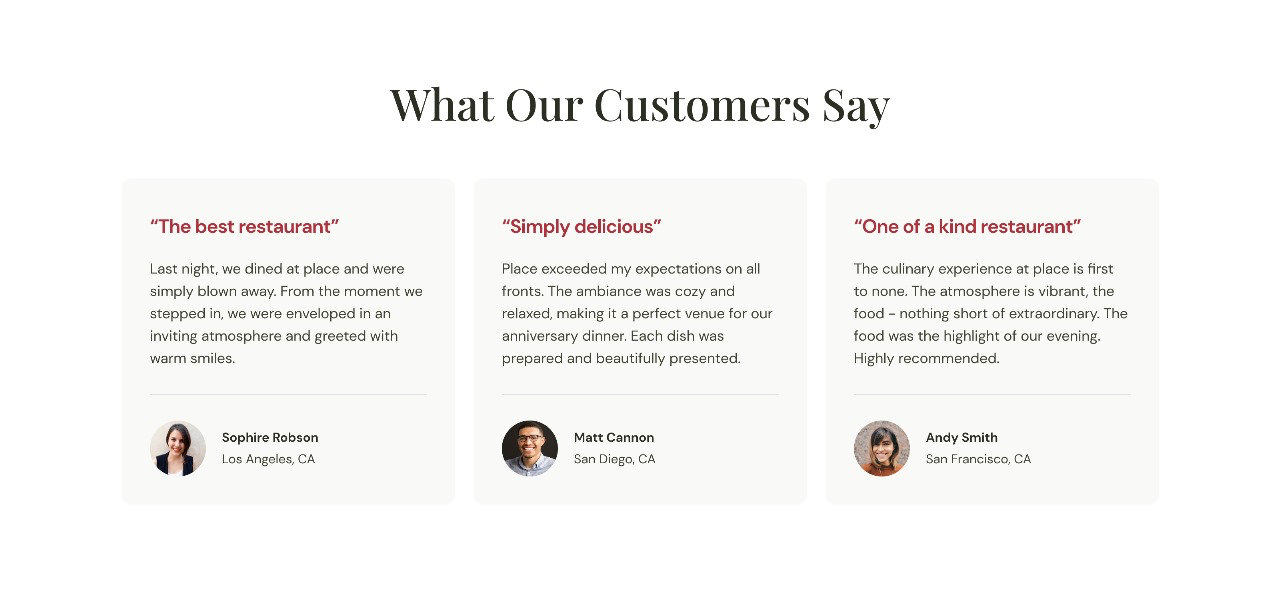 What Our Customers Say
“The best restaurant”
Last night, we dined at place and were
simply blown away. From the moment we
stepped in, we were enveloped in an
inviting atmosphere and greeted with
warm smiles.
Sophire Robson
Los Angeles, CA
“Simply delicious”
Place exceeded my expectations on all
fronts. The ambiance was cozy and
relaxed, making it a perfect venue for our
anniversary dinner. Each dish was
prepared and beautifully presented.
Matt Cannon
San Diego, CA
“One of a kind restaurant”
The culinary experience at place is first
to none. The atmosphere is vibrant, the
food - nothing short of extraordinary. The
food was the highlight of our evening.
Highly recommended.
Andy Smith
San Francisco, CA